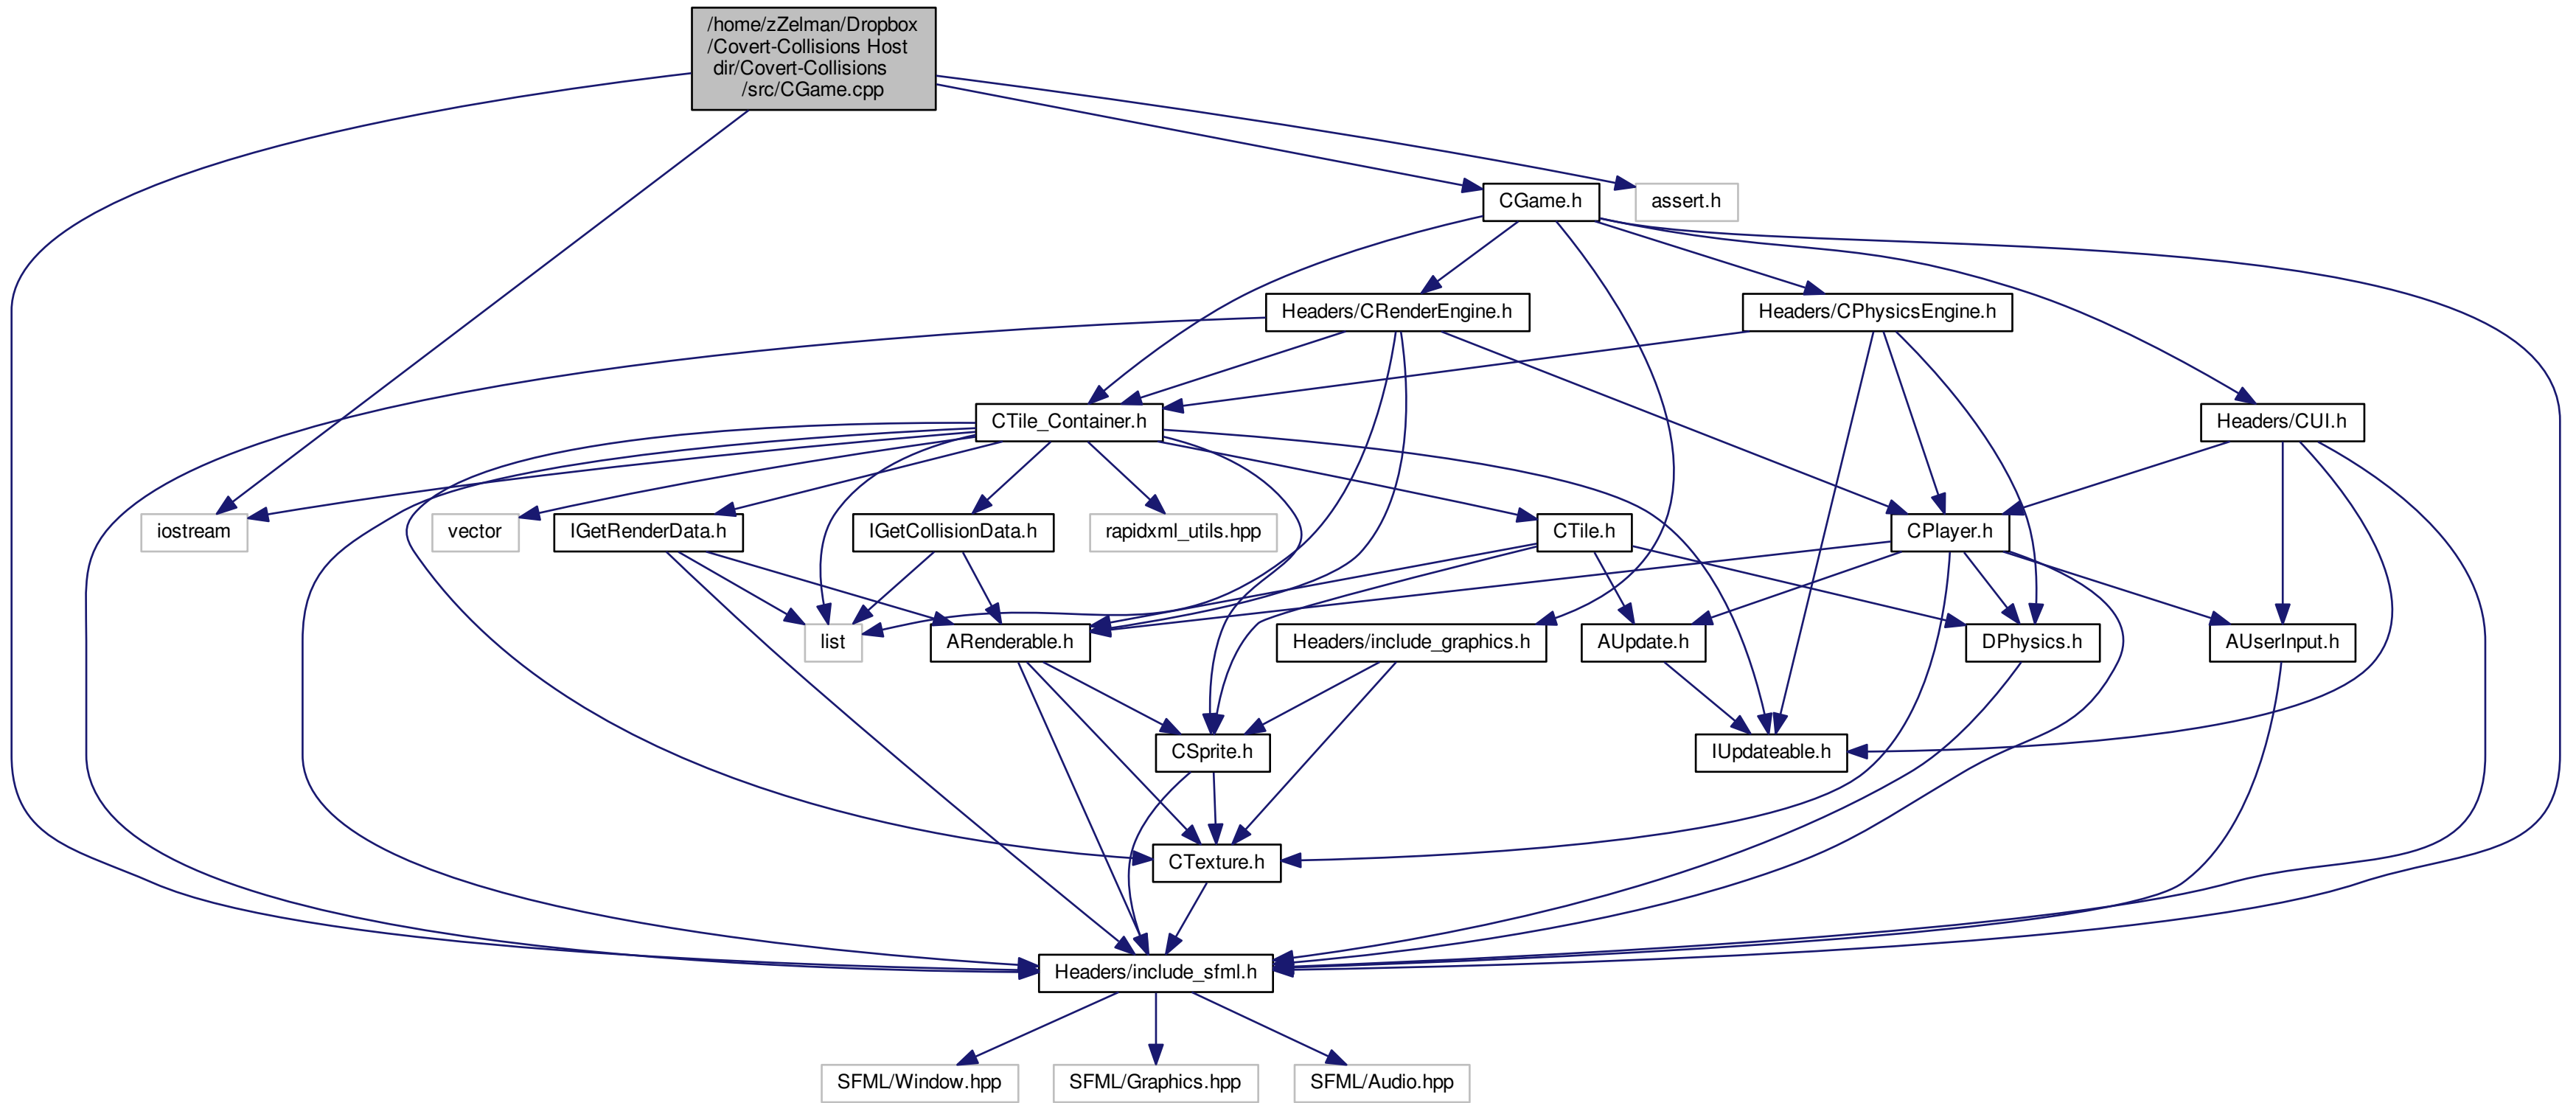 /home/zZelman/Dropbox
/Covert-Collisions Host
dir/Covert-Collisions
/src/CGame.cpp
CGame.h
assert.h
Headers/CRenderEngine.h
Headers/CPhysicsEngine.h
CTile_Container.h
Headers/CUI.h
iostream
vector
IGetRenderData.h
IGetCollisionData.h
rapidxml_utils.hpp
CTile.h
CPlayer.h
list
ARenderable.h
Headers/include_graphics.h
AUpdate.h
DPhysics.h
AUserInput.h
CSprite.h
IUpdateable.h
CTexture.h
Headers/include_sfml.h
SFML/Window.hpp
SFML/Graphics.hpp
SFML/Audio.hpp